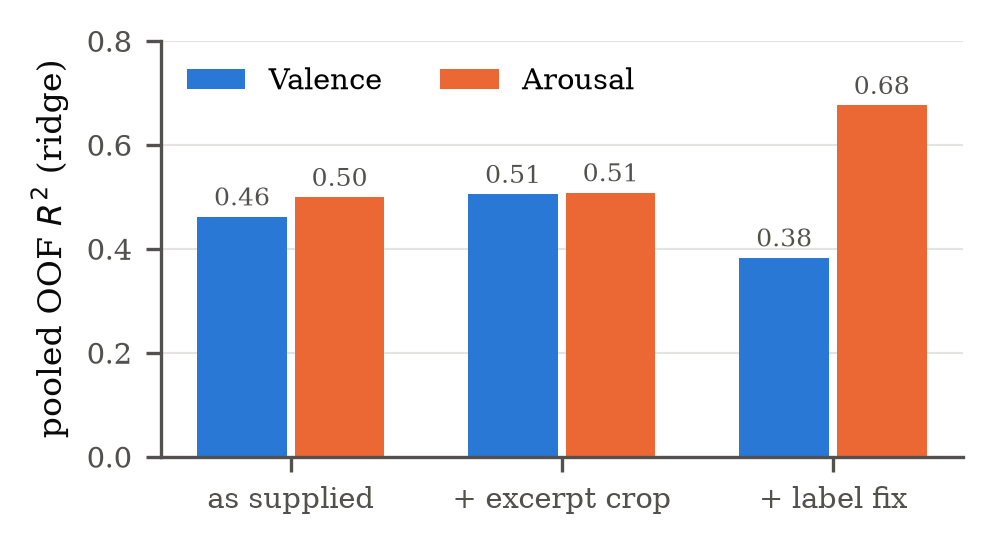 pooled OOF R² (ridge)
0.8
0.6
0.4
0.2
0.0
Valence
Arousal
0.46
0.50
0.51
0.51
0.38
0.68
as supplied
+ excerpt crop
+ label fix